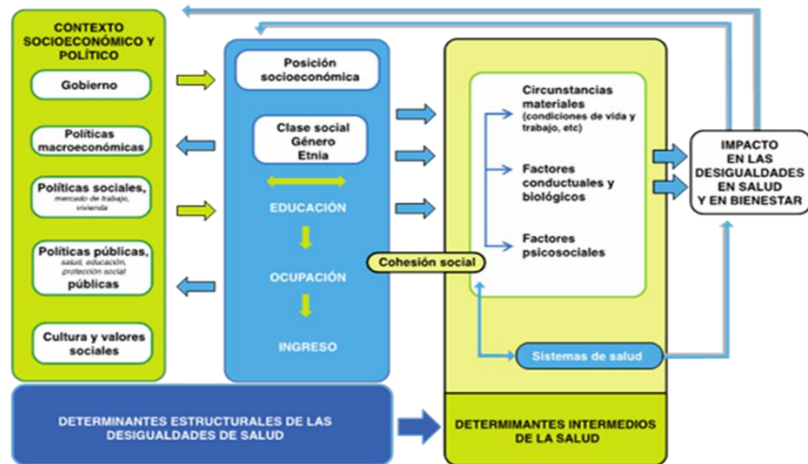 CONTEXTO
SOCIOECONÓMICO Y
POLÍTICO
Gobierno
Políticas
macroeconómicas
Políticas sociales,
mercado de trabajo,
vivienda
Políticas públicas,
salud, educación,
protección social
públicas
Cultura y valores
sociales
Posición
socioeconómica
Clase social
Género
Etnia
EDUCACIÓN
OCUPACIÓN
INGRESO
Cohesión social
Circunstancias
materiales
(condiciones de vida y
trabajo, etc)
Factores
conductuales y
biológicos
Factores
psicosociales
Sistemas de salud
IMPACTO
EN LAS
DESIGUALDADES
EN SALUD
Y EN BIENESTAR
DETERMINANTES ESTRUCTURALES DE LAS
DESIGUALDADES DE SALUD
DETERMIMANTES INTERMEDIOS
DE LA SALUD